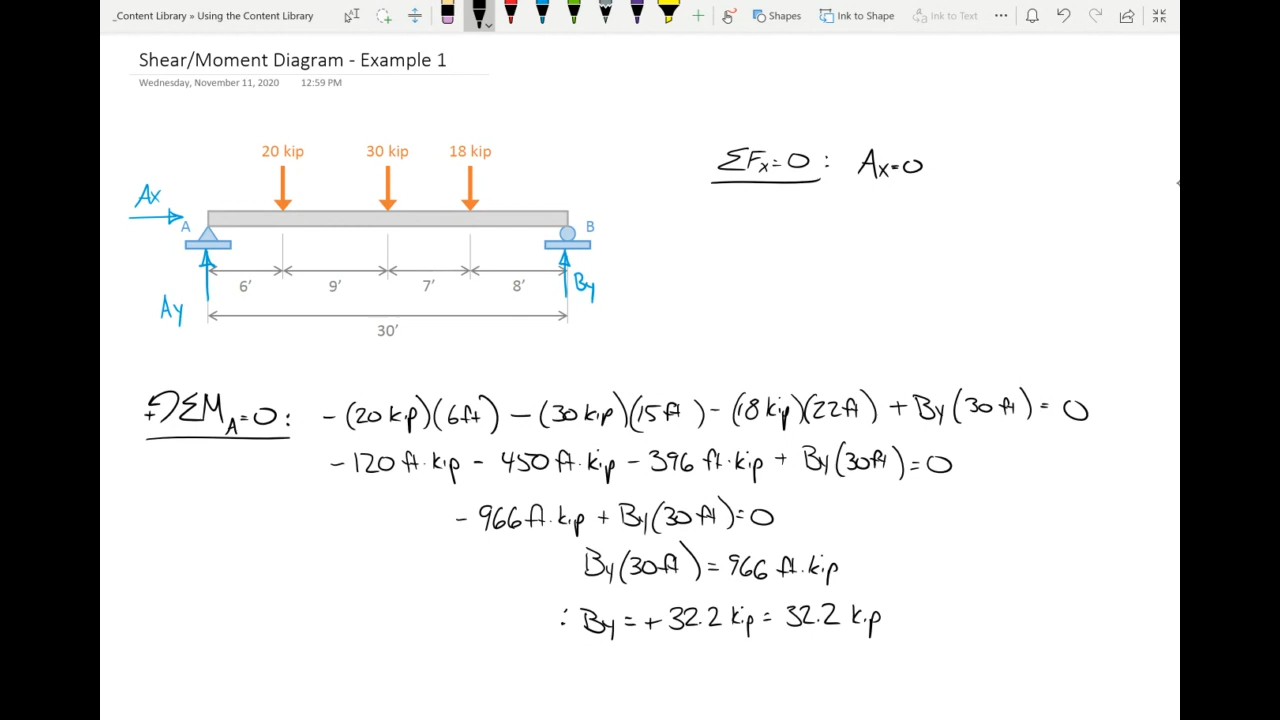 _Content Library » Using the Content Library
Shapes
Ink to Shape
Ink to Text
Shear/Moment Diagram - Example 1
Wednesday, November 11, 2020 12:59 PM
20 kip 30 kip 18 kip
ΣFx=0 : Ax=0
Ax
A B
6′ 9′ 7′ 8′
By
Ay
30′
+ ΣM_A=0: -(20 kip)(6ft) - (30 kip)(15ft) - (18 kip)(22ft) + By(30ft) = 0
-120 ft·kip - 450 ft·kip - 396 ft·kip + By(30ft) = 0
-966 ft·kip + By(30ft) = 0
By(30ft) = 966 ft·kip
∴ By = +32.2 kip = 32.2 kip